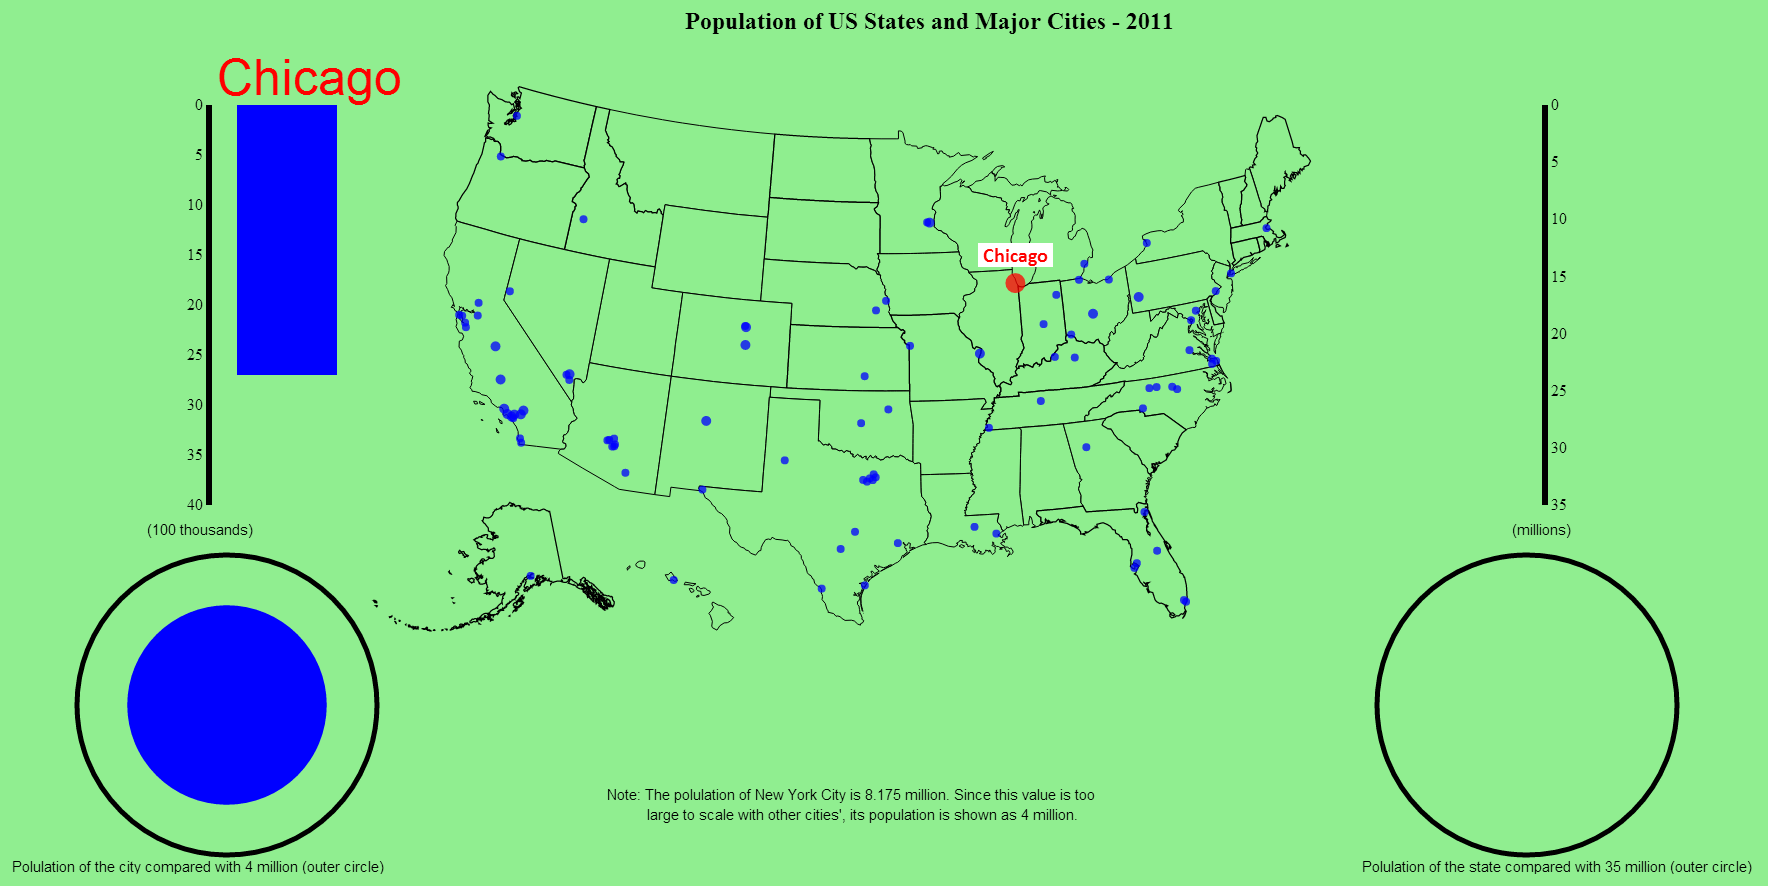 Population of US States and Major Cities - 2011
Chicago
0
5
10
15
20
25
30
35
40
(100 thousands)
Chicago
0
5
10
15
20
25
30
35
(millions)
Note: The polulation of New York City is 8.175 million. Since this value is too
large to scale with other cities', its population is shown as 4 million.
Polulation of the city compared with 4 million (outer circle)
Polulation of the state compared with 35 million (outer circle)